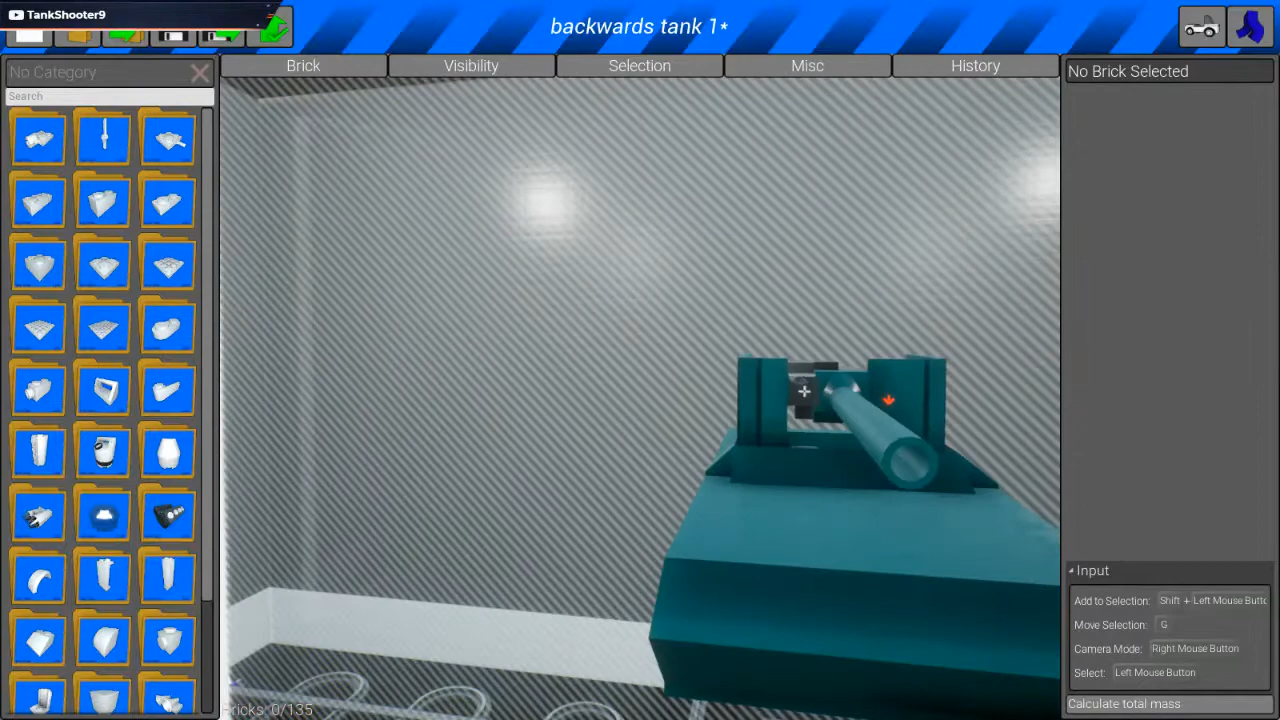 TankShooter9
backwards tank 1*
No Category
Search
Brick
Visibility
Selection
Misc
History
No Brick Selected
Input
Add to Selection: Shift + Left Mouse Butto
Move Selection: G
Camera Mode: Right Mouse Button
Select: Left Mouse Button
Calculate total mass
Bricks 0/135